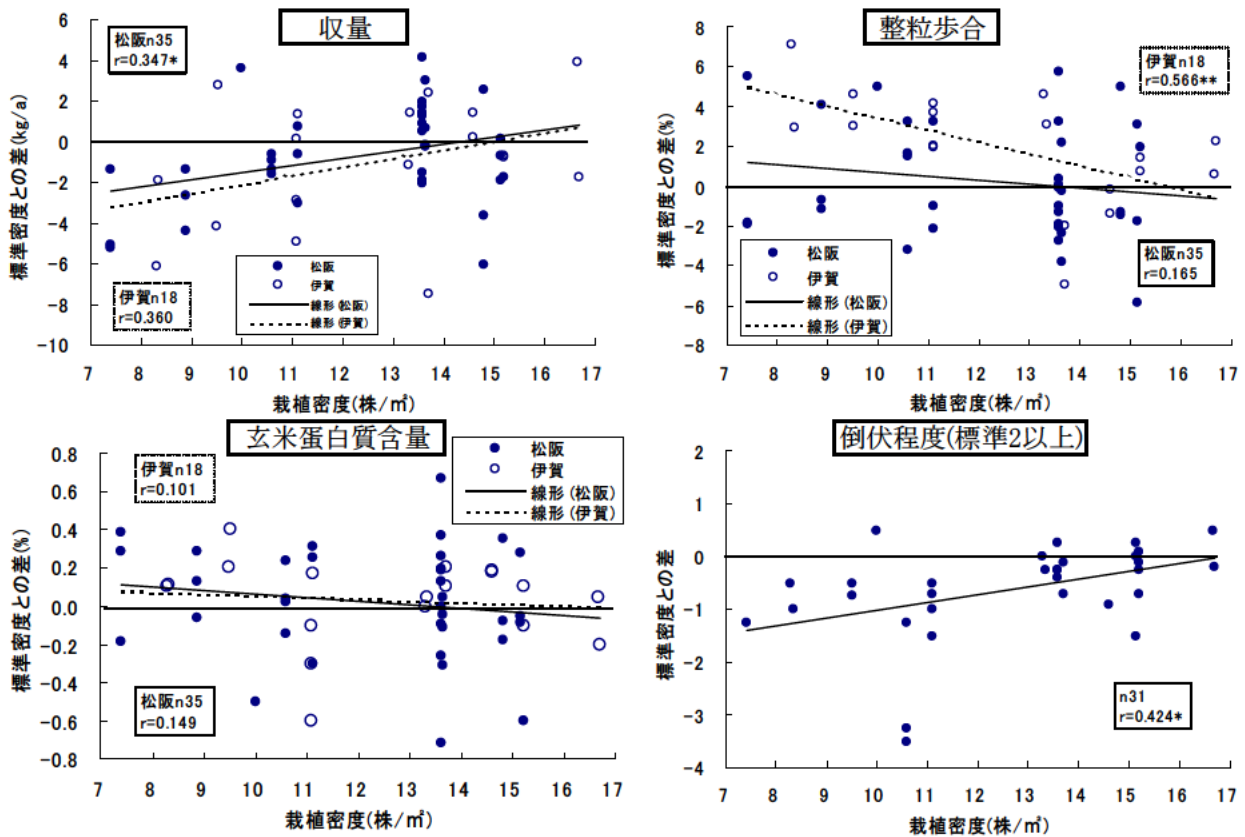 収量
松阪n35
r=0.347*
伊賀n18
r=0.360
松阪
伊賀
線形(松阪)
線形(伊賀)
標準密度との差(kg/a)
6
4
2
0
-2
-4
-6
-8
-10
7 8 9 10 11 12 13 14 15 16 17
栽植密度(株/㎡)
整粒歩合
伊賀n18
r=0.566**
松阪n35
r=0.165
松阪
伊賀
線形(松阪)
線形(伊賀)
標準密度との差(%)
8
6
4
2
0
-2
-4
-6
-8
7 8 9 10 11 12 13 14 15 16 17
栽植密度(株/㎡)
玄米蛋白質含量
伊賀n18
r=0.101
松阪n35
r=0.149
松阪
伊賀
線形(松阪)
線形(伊賀)
標準密度との差(%)
0.8
0.6
0.4
0.2
0.0
-0.2
-0.4
-0.6
-0.8
7 8 9 10 11 12 13 14 15 16 17
栽植密度(株/㎡)
倒伏程度(標準2以上)
n31
r=0.424*
標準密度との差
2
1
0
-1
-2
-3
-4
7 8 9 10 11 12 13 14 15 16 17
栽植密度(株/㎡)